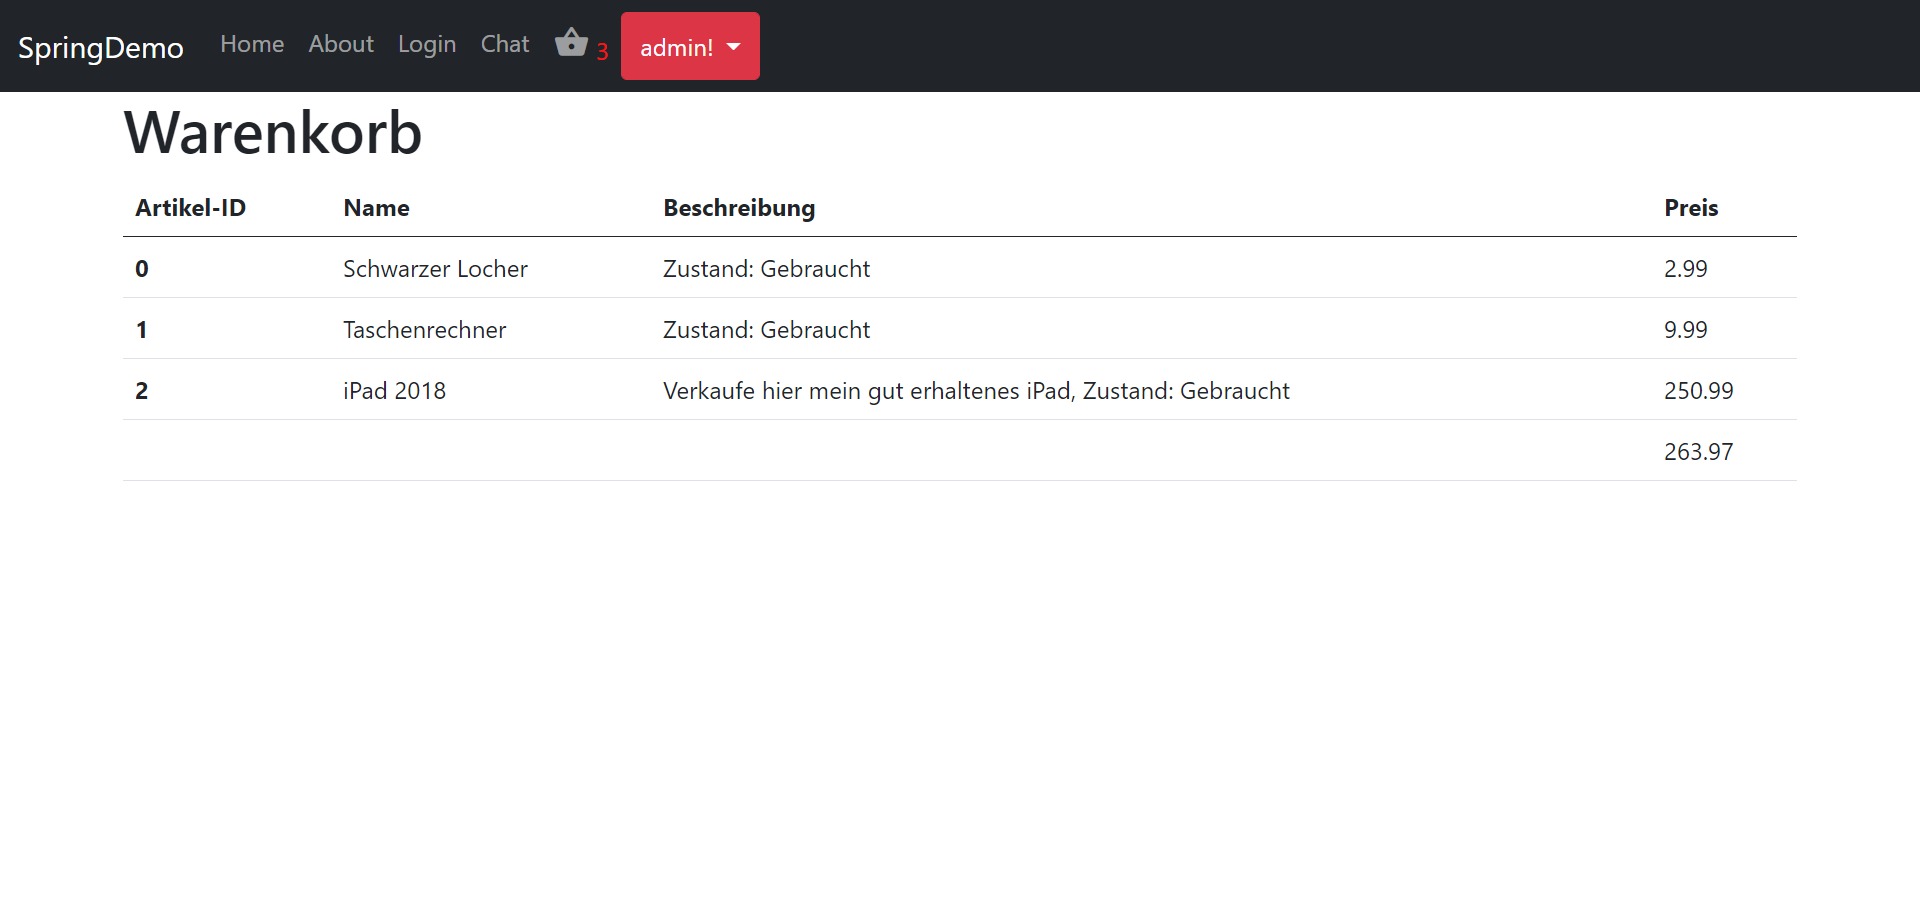 SpringDemo Home About Login Chat 3 admin!
Warenkorb
Artikel-ID Name Beschreibung Preis
0 Schwarzer Locher Zustand: Gebraucht 2.99
1 Taschenrechner Zustand: Gebraucht 9.99
2 iPad 2018 Verkaufe hier mein gut erhaltenes iPad, Zustand: Gebraucht 250.99
263.97